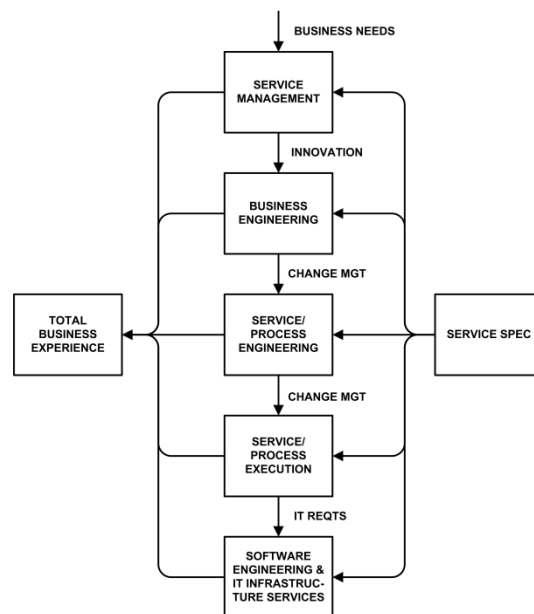 BUSINESS NEEDS
SERVICE
MANAGEMENT
INNOVATION
BUSINESS
ENGINEERING
CHANGE MGT
TOTAL
BUSINESS
EXPERIENCE
SERVICE/
PROCESS
ENGINEERING
SERVICE SPEC
CHANGE MGT
SERVICE/
PROCESS
EXECUTION
IT REQTS
SOFTWARE
ENGINEERING &
IT INFRASTRUC-
TURE SERVICES